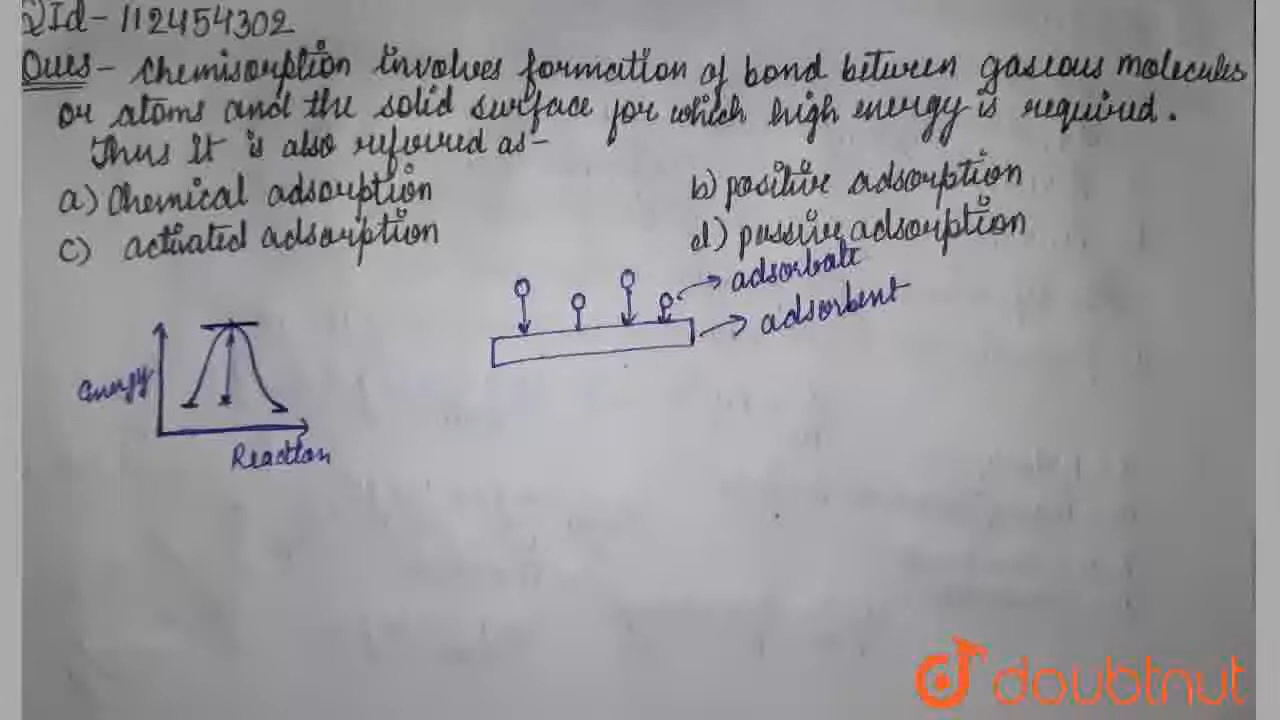 QId- 112454302
Ques - Chemisorption involves formation of bond between gaseous molecules
or atoms and the solid surface for which high energy is required.
Thus It is also referred as-
a) Chemical adsorption b) positive adsorption
c) activated adsorption d) passive adsorption
adsorbate
adsorbent
Energy
Reaction
doubtnut